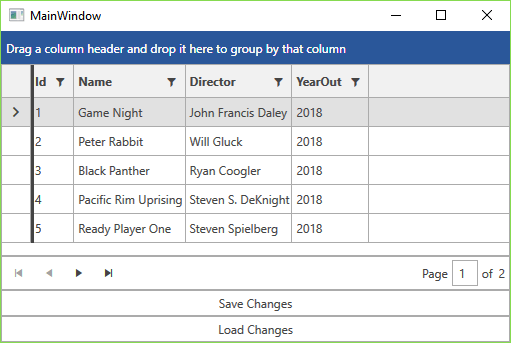 MainWindow
Drag a column header and drop it here to group by that column
Id Name Director YearOut
1 Game Night John Francis Daley 2018
2 Peter Rabbit Will Gluck 2018
3 Black Panther Ryan Coogler 2018
4 Pacific Rim Uprising Steven S. DeKnight 2018
5 Ready Player One Steven Spielberg 2018
Page 1 of 2
Save Changes
Load Changes